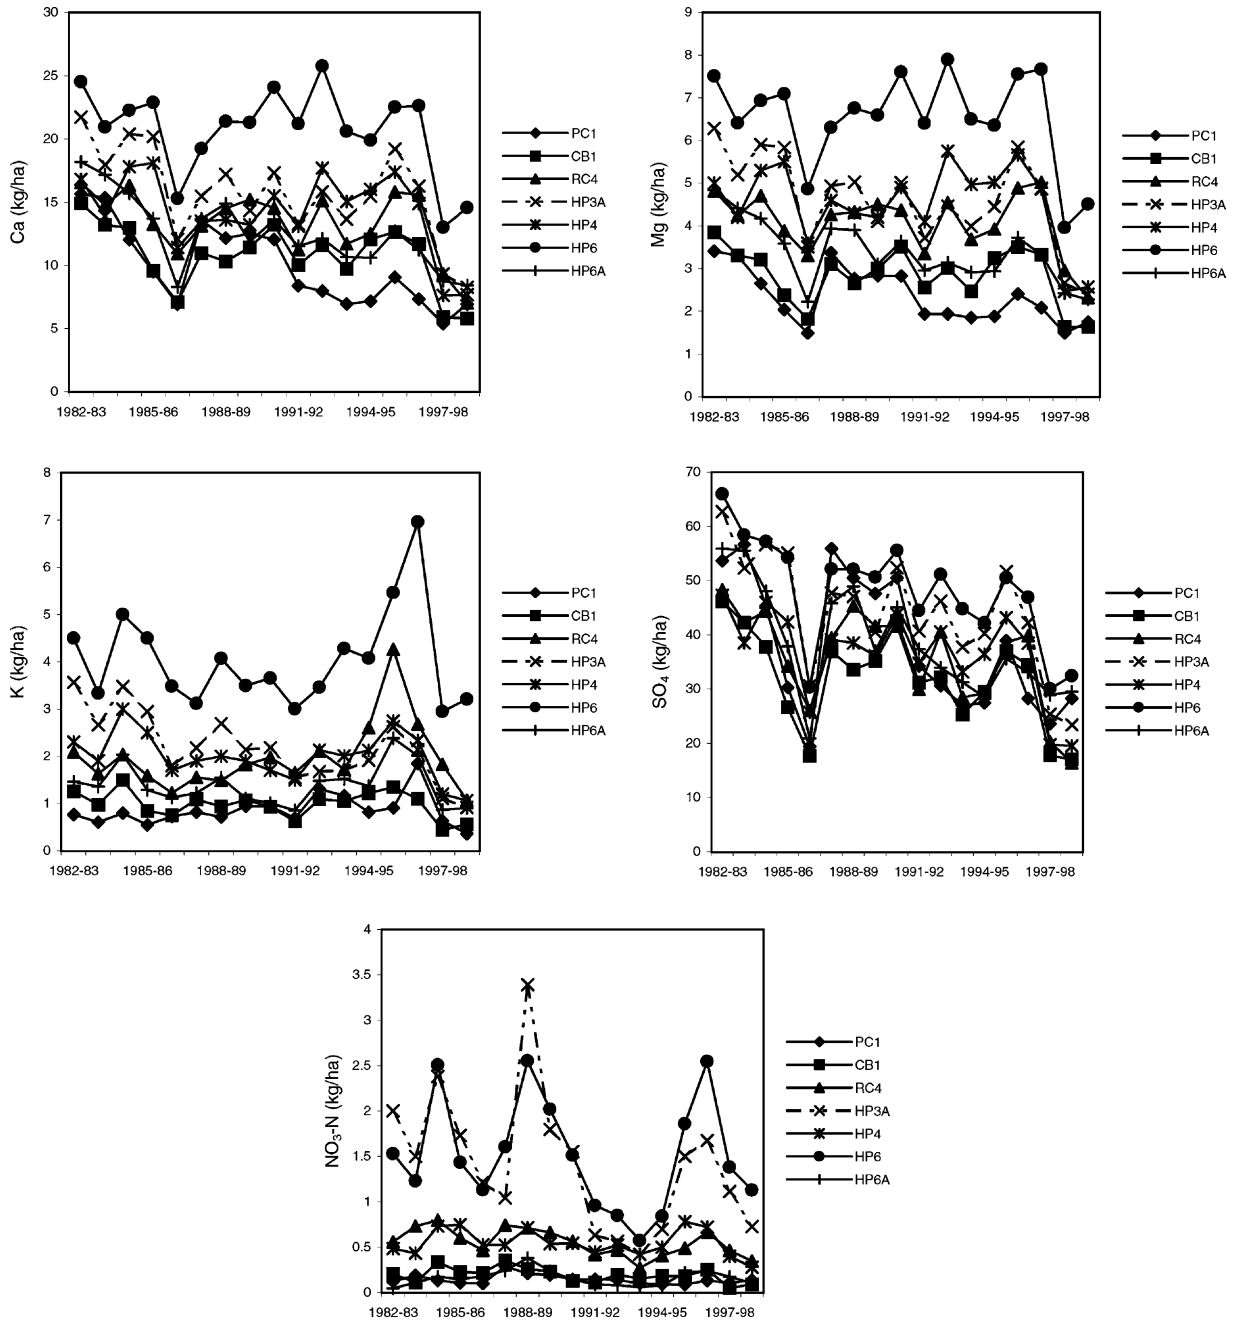 Ca (kg/ha)
30
25
20
15
10
5
0
1982-83 1985-86 1988-89 1991-92 1994-95 1997-98
PC1
CB1
RC4
HP3A
HP4
HP6
HP6A
Mg (kg/ha)
9
8
7
6
5
4
3
2
1
0
1982-83 1985-86 1988-89 1991-92 1994-95 1997-98
PC1
CB1
RC4
HP3A
HP4
HP6
HP6A
K (kg/ha)
8
7
6
5
4
3
2
1
0
1982-83 1985-86 1988-89 1991-92 1994-95 1997-98
PC1
CB1
RC4
HP3A
HP4
HP6
HP6A
SO₄ (kg/ha)
70
60
50
40
30
20
10
0
1982-83 1985-86 1988-89 1991-92 1994-95 1997-98
PC1
CB1
RC4
HP3A
HP4
HP6
HP6A
NO₃-N (kg/ha)
4
3.5
3
2.5
2
1.5
1
0.5
0
1982-83 1985-86 1988-89 1991-92 1994-95 1997-98
PC1
CB1
RC4
HP3A
HP4
HP6
HP6A